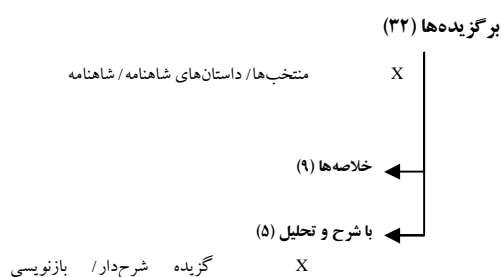 برگزیده‌ها (۳۲)
X منتخب‌ها/ داستان‌های شاهنامه/ شاهنامه
خلاصه‌ها (۹)
با شرح و تحلیل (۵)
X گزیده شرح‌دار/ بازنویسی